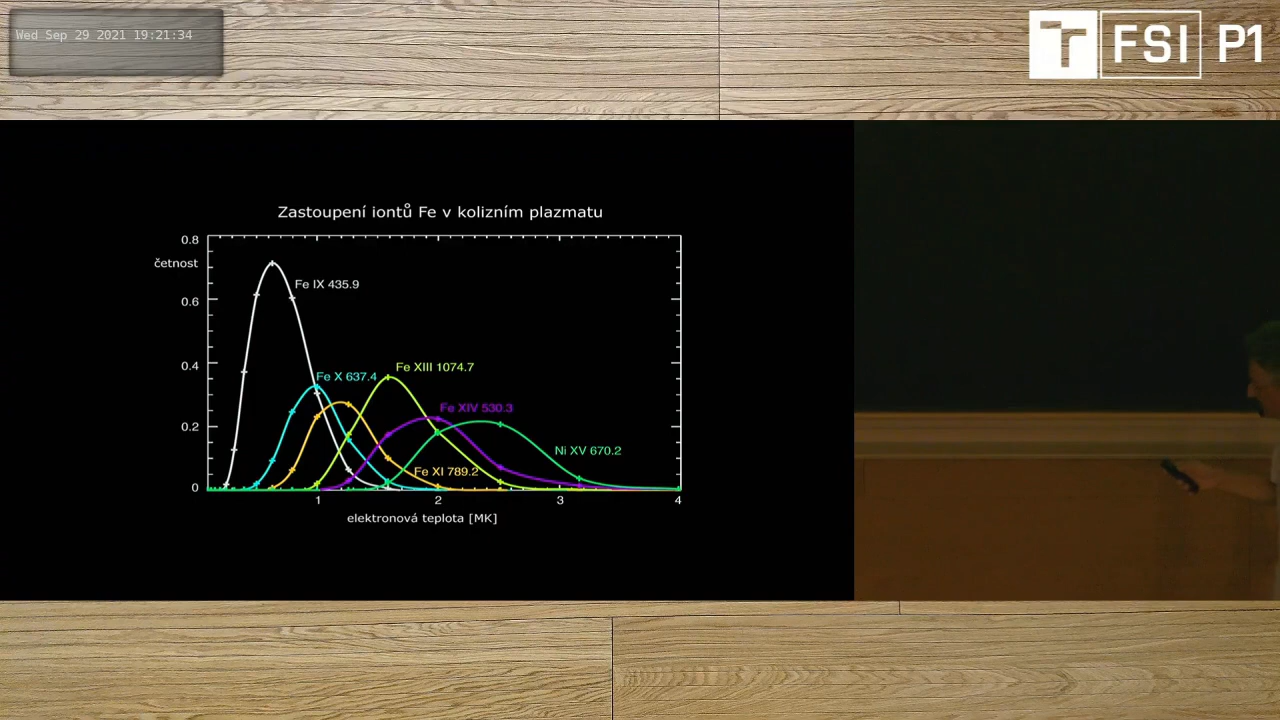 Wed Sep 29 2021 19:21:34
T FSI P1
Zastoupení iontů Fe v kolizním plazmatu
0.8
četnost
Fe IX 435.9
0.6
Fe XIII 1074.7
0.4
Fe X 637.4
Fe XIV 530.3
0.2
Ni XV 670.2
Fe XI 789.2
0
1 2 3 4
elektronová teplota [MK]